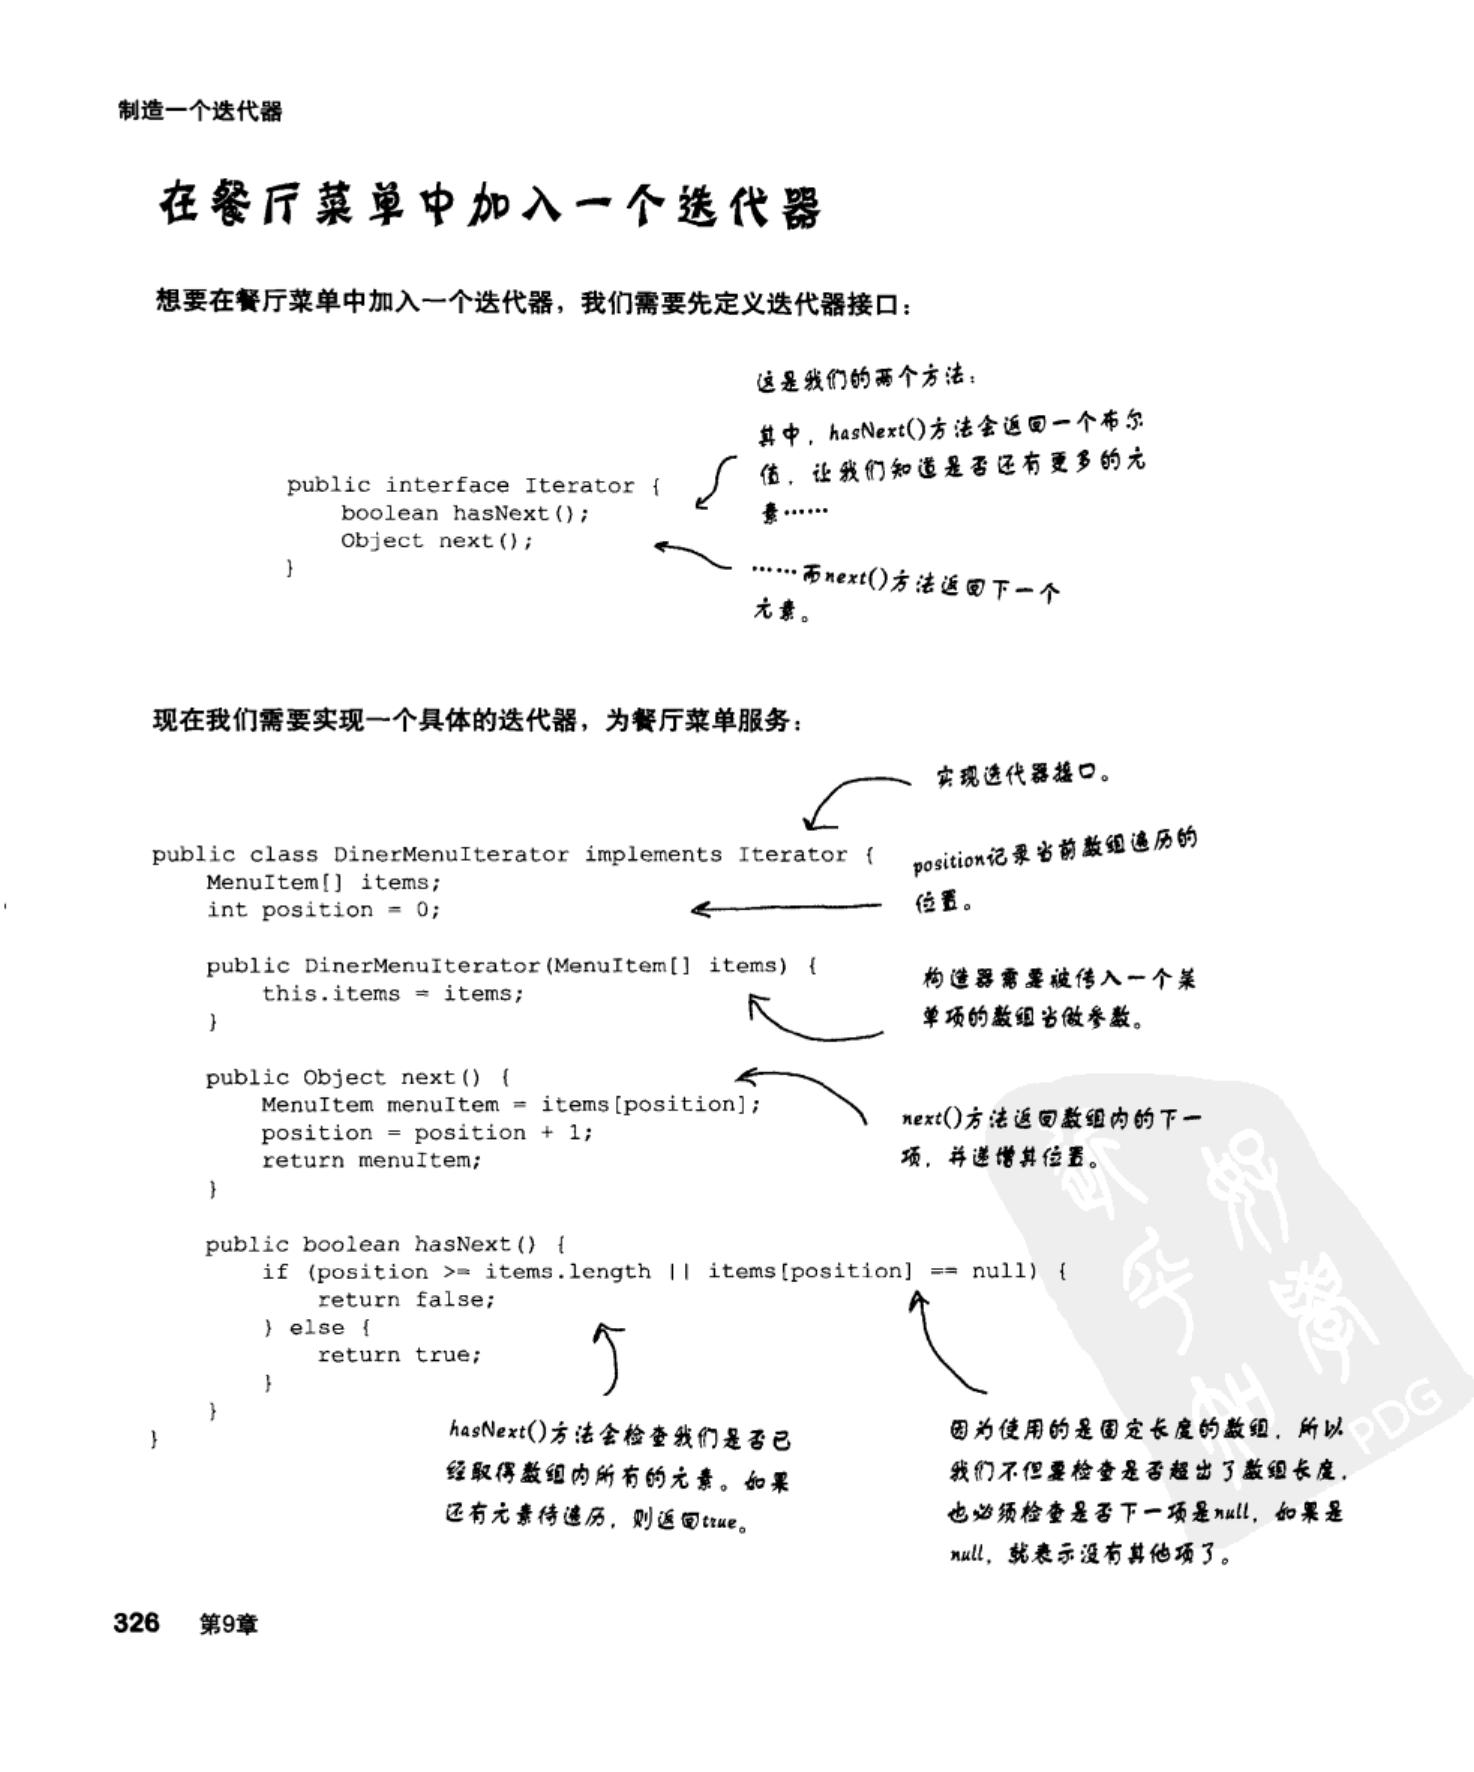 制造一个迭代器
在餐厅菜单中加入一个迭代器
想要在餐厅菜单中加入一个迭代器，我们需要先定义迭代器接口：
这是我们的两个方法：
其中，hasNext()方法会返回一个布尔
值，让我们知道是否还有更多的元
素……
public interface Iterator {
    boolean hasNext();
    Object next();
}
……而next()方法返回下一个
元素。
现在我们需要实现一个具体的迭代器，为餐厅菜单服务：
实现迭代器接口。
public class DinerMenuIterator implements Iterator {
    MenuItem[] items;
    int position = 0;
position记录当前数组遍历的
位置。
    public DinerMenuIterator(MenuItem[] items) {
        this.items = items;
    }
构造器需要被传入一个菜
单项的数组当做参数。
    public Object next() {
        MenuItem menuItem = items[position];
        position = position + 1;
        return menuItem;
    }
next()方法返回数组内的下一
项，并递增其位置。
    public boolean hasNext() {
        if (position >= items.length || items[position] == null) {
            return false;
        } else {
            return true;
        }
    }
}
hasNext()方法会检查我们是否已
经取得数组内所有的元素。如果
还有元素待遍历，则返回true。
因为使用的是固定长度的数组，所以
我们不但要检查是否超出了数组长度，
也必须检查是否下一项是null，如果是
null，就表示没有其他项了。
PDG
326 第9章